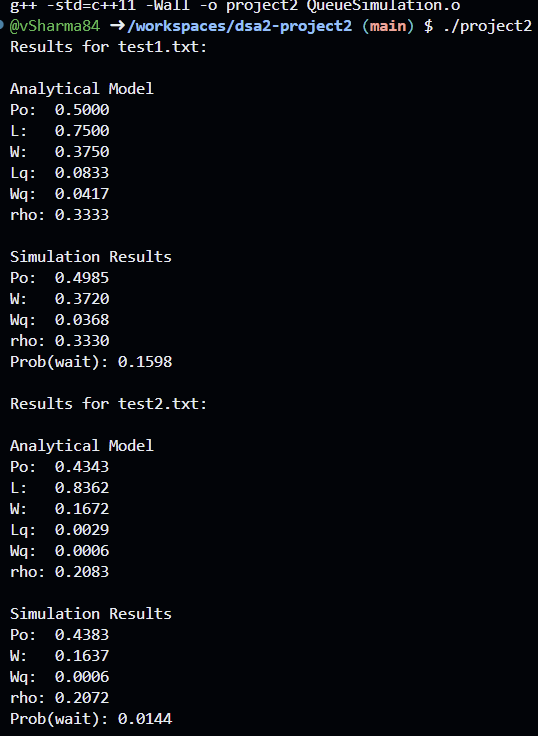 g++ -std=c++11 -Wall -o project2 QueueSimulation.o
@vSharma84 ➜/workspaces/dsa2-project2 (main) $ ./project2
Results for test1.txt:

Analytical Model
Po:  0.5000
L:   0.7500
W:   0.3750
Lq:  0.0833
Wq:  0.0417
rho: 0.3333

Simulation Results
Po:  0.4985
W:   0.3720
Wq:  0.0368
rho: 0.3330
Prob(wait): 0.1598

Results for test2.txt:

Analytical Model
Po:  0.4343
L:   0.8362
W:   0.1672
Lq:  0.0029
Wq:  0.0006
rho: 0.2083

Simulation Results
Po:  0.4383
W:   0.1637
Wq:  0.0006
rho: 0.2072
Prob(wait): 0.0144